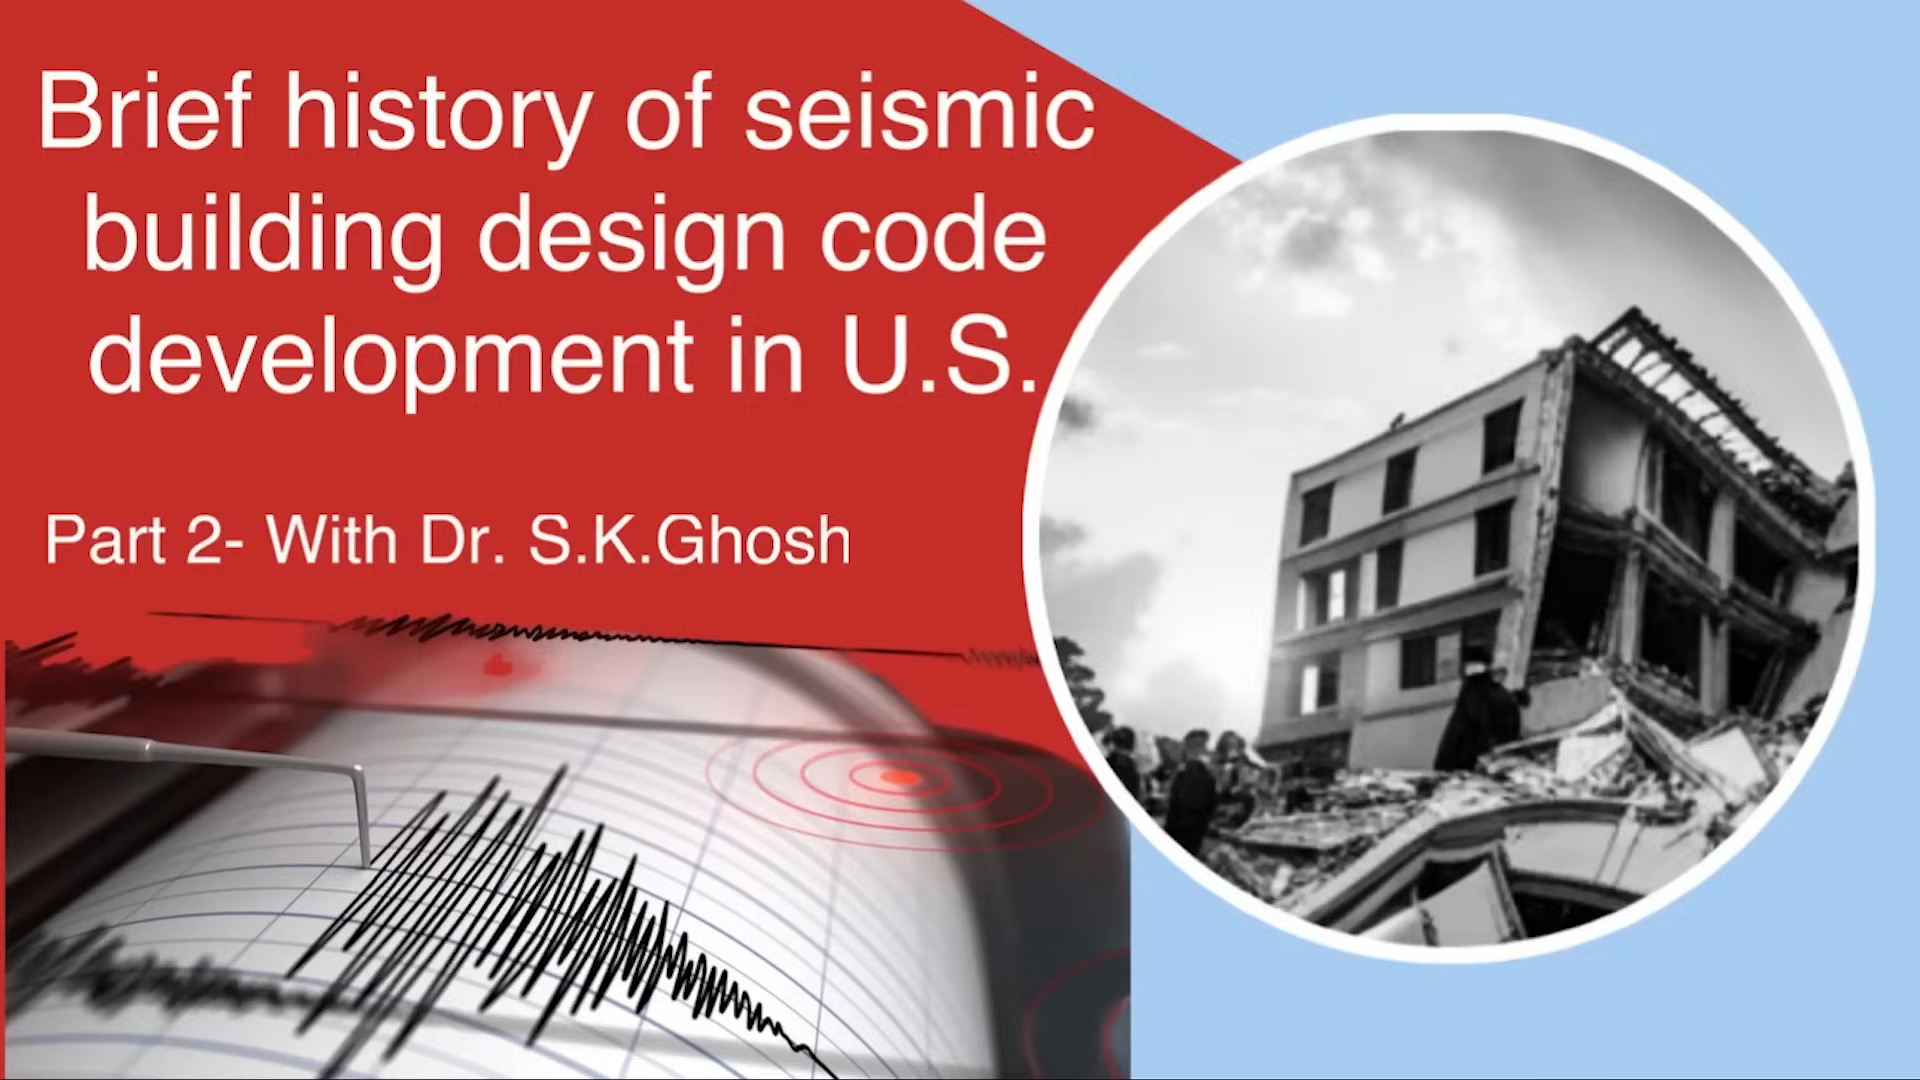 Brief history of seismic
building design code
development in U.S.
Part 2- With Dr. S.K.Ghosh